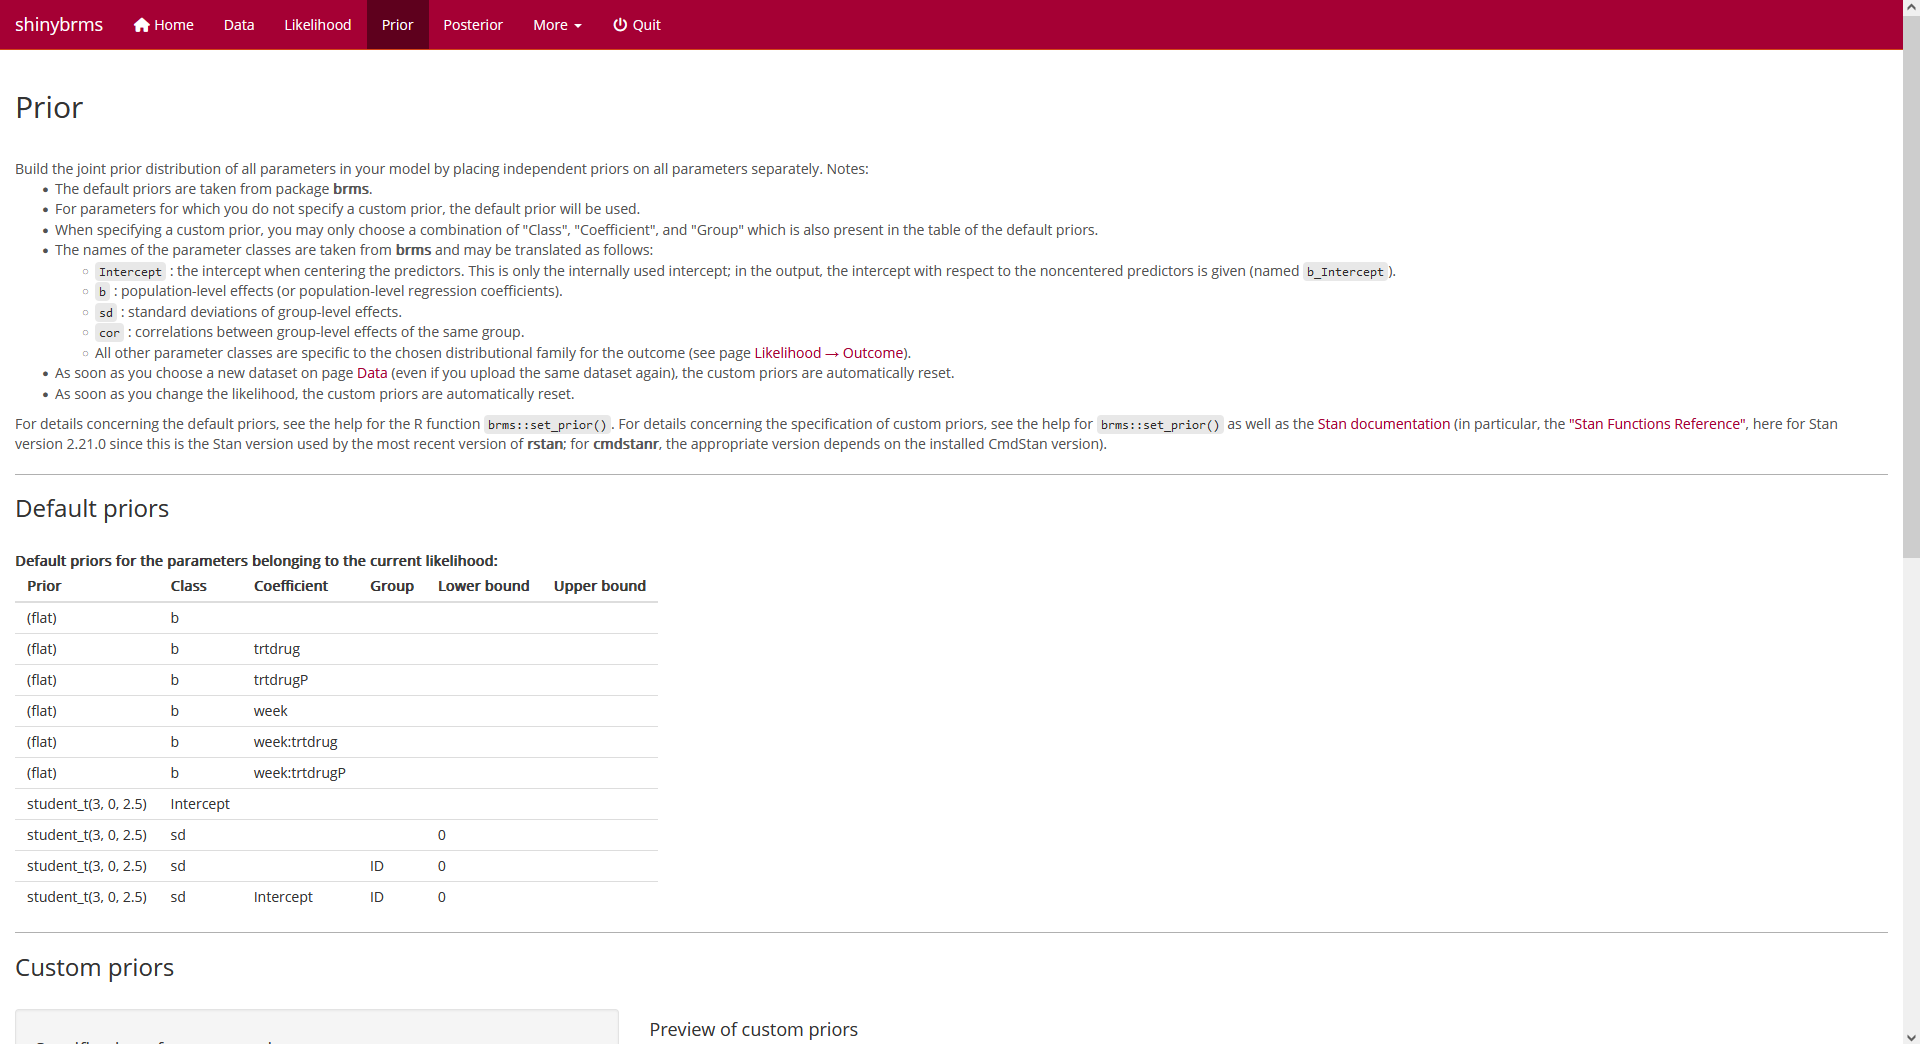 shinybrms Home Data Likelihood Prior Posterior More Quit
Prior
Build the joint prior distribution of all parameters in your model by placing independent priors on all parameters separately. Notes:
• The default priors are taken from package brms.
• For parameters for which you do not specify a custom prior, the default prior will be used.
• When specifying a custom prior, you may only choose a combination of "Class", "Coefficient", and "Group" which is also present in the table of the default priors.
• The names of the parameter classes are taken from brms and may be translated as follows:
◦ Intercept : the intercept when centering the predictors. This is only the internally used intercept; in the output, the intercept with respect to the noncentered predictors is given (named b_Intercept ).
◦ b : population-level effects (or population-level regression coefficients).
◦ sd : standard deviations of group-level effects.
◦ cor : correlations between group-level effects of the same group.
◦ All other parameter classes are specific to the chosen distributional family for the outcome (see page Likelihood → Outcome).
• As soon as you choose a new dataset on page Data (even if you upload the same dataset again), the custom priors are automatically reset.
• As soon as you change the likelihood, the custom priors are automatically reset.
For details concerning the default priors, see the help for the R function brms::set_prior() . For details concerning the specification of custom priors, see the help for brms::set_prior() as well as the Stan documentation (in particular, the "Stan Functions Reference", here for Stan
version 2.21.0 since this is the Stan version used by the most recent version of rstan; for cmdstanr, the appropriate version depends on the installed CmdStan version).
Default priors
Default priors for the parameters belonging to the current likelihood:
Prior Class Coefficient Group Lower bound Upper bound
(flat) b
(flat) b trtdrug
(flat) b trtdrugP
(flat) b week
(flat) b week:trtdrug
(flat) b week:trtdrugP
student_t(3, 0, 2.5) Intercept
student_t(3, 0, 2.5) sd 0
student_t(3, 0, 2.5) sd ID 0
student_t(3, 0, 2.5) sd Intercept ID 0
Custom priors
Preview of custom priors